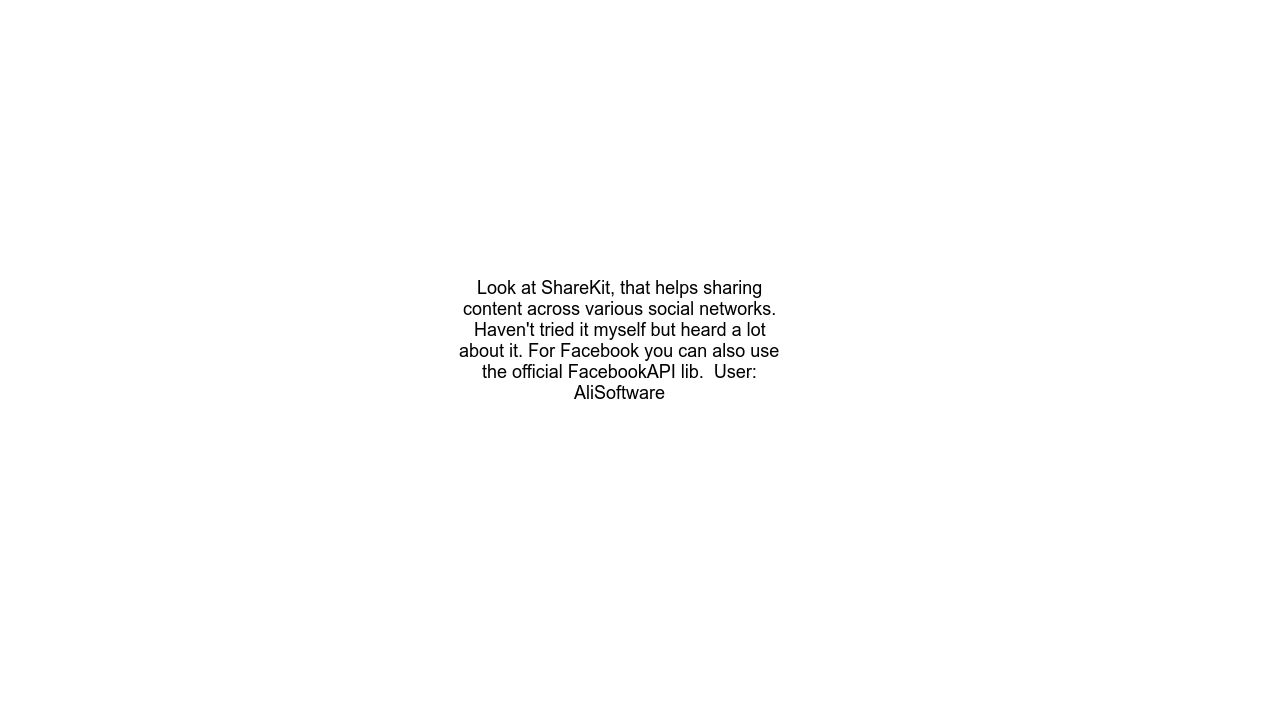 Look at ShareKit, that helps sharing
content across various social networks.
Haven't tried it myself but heard a lot
about it. For Facebook you can also use
the official FacebookAPI lib.  User:
AliSoftware